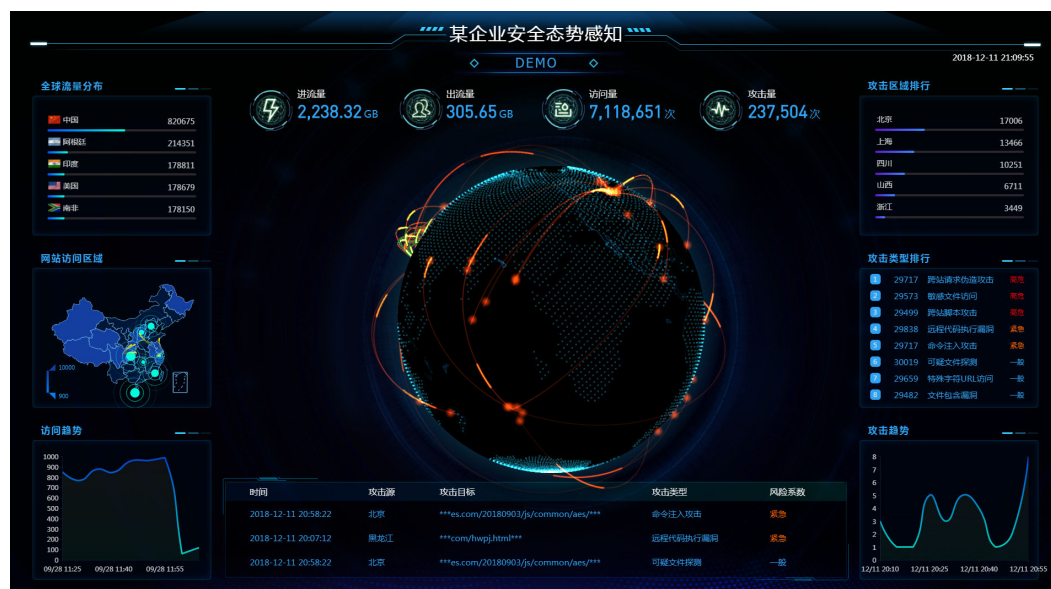 某企业安全态势感知
DEMO
2018-12-11 21:09:55
全球流量分布
中国 820675
阿根廷 214351
印度 178811
美国 178679
南非 178150
进流量
2,238.32 GB
出流量
305.65 GB
访问量
7,118,651 次
攻击量
237,504 次
攻击区域排行
北京 17006
上海 13466
四川 10251
山西 6711
浙江 3449
网站访问区域
10000
900
攻击类型排行
1 29717 跨站请求伪造攻击 高危
2 29573 敏感文件访问 高危
3 29499 跨站脚本攻击 高危
4 29838 远程代码执行漏洞 紧急
5 29717 命令注入攻击 紧急
6 30019 可疑文件探测 一般
7 29659 特殊字符URL访问 一般
8 29482 文件包含漏洞 一般
访问趋势
1000
900
800
700
600
500
400
300
200
100
0
09/28 11:25 09/28 11:40 09/28 11:55
时间 攻击源 攻击目标 攻击类型 风险系数
2018-12-11 20:58:22 北京 ***es.com/20180903/js/common/aes/*** 命令注入攻击 紧急
2018-12-11 20:07:12 黑龙江 ***com/hwpj.html*** 远程代码执行漏洞 紧急
2018-12-11 20:58:22 北京 ***es.com/20180903/js/common/aes/*** 可疑文件探测 一般
攻击趋势
8
7
6
5
4
3
2
1
0
12/11 20:10 12/11 20:25 12/11 20:40 12/11 20:55